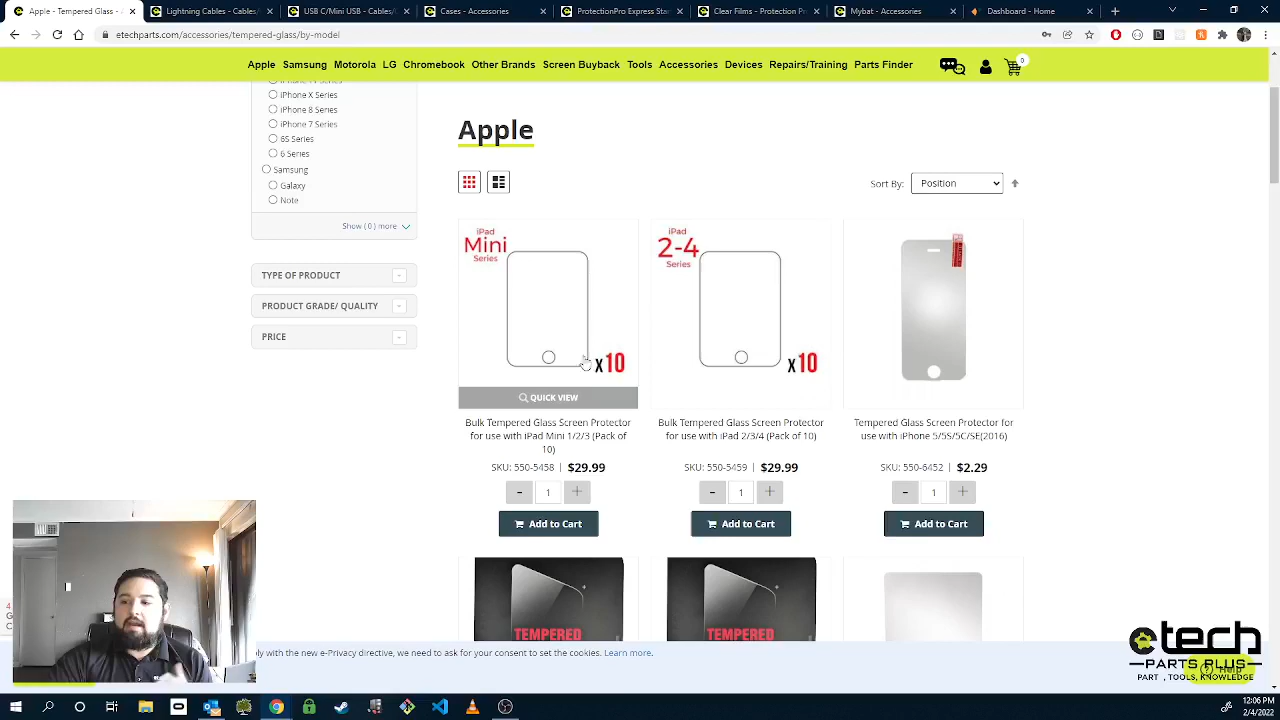 Apple - Tempered Glass -
Lightning Cables - Cables/
USB C/Mini USB - Cables/
Cases - Accessories
ProtectionPro Express Sta
Clear Films - Protection Pr
Mybat - Accessories
Dashboard - Home
etechparts.com/accessories/tempered-glass/by-model
Apple Samsung Motorola LG Chromebook Other Brands Screen Buyback Tools Accessories Devices Repairs/Training Parts Finder
0
iPhone X Series
iPhone 8 Series
iPhone 7 Series
6S Series
6 Series
Samsung
Galaxy
Note
Show ( 0 ) more
TYPE OF PRODUCT
PRODUCT GRADE/ QUALITY
PRICE
Apple
Sort By: Position
iPad
Mini
Series
x10
QUICK VIEW
Bulk Tempered Glass Screen Protector
for use with iPad Mini 1/2/3 (Pack of
10)
SKU: 550-5458 | $29.99
- 1 +
Add to Cart
iPad
2-4
Series
x10
Bulk Tempered Glass Screen Protector
for use with iPad 2/3/4 (Pack of 10)
SKU: 550-5459 | $29.99
- 1 +
Add to Cart
Tempered Glass Screen Protector for
use with iPhone 5/5S/5C/SE(2016)
SKU: 550-6452 | $2.29
- 1 +
Add to Cart
TEMPERED
TEMPERED
ly with the new e-Privacy directive, we need to ask for your consent to set the cookies. Learn more.
etech
PARTS PLUS
PART , TOOLS, KNOWLEDGE
Help
12:06 PM
2/4/2022